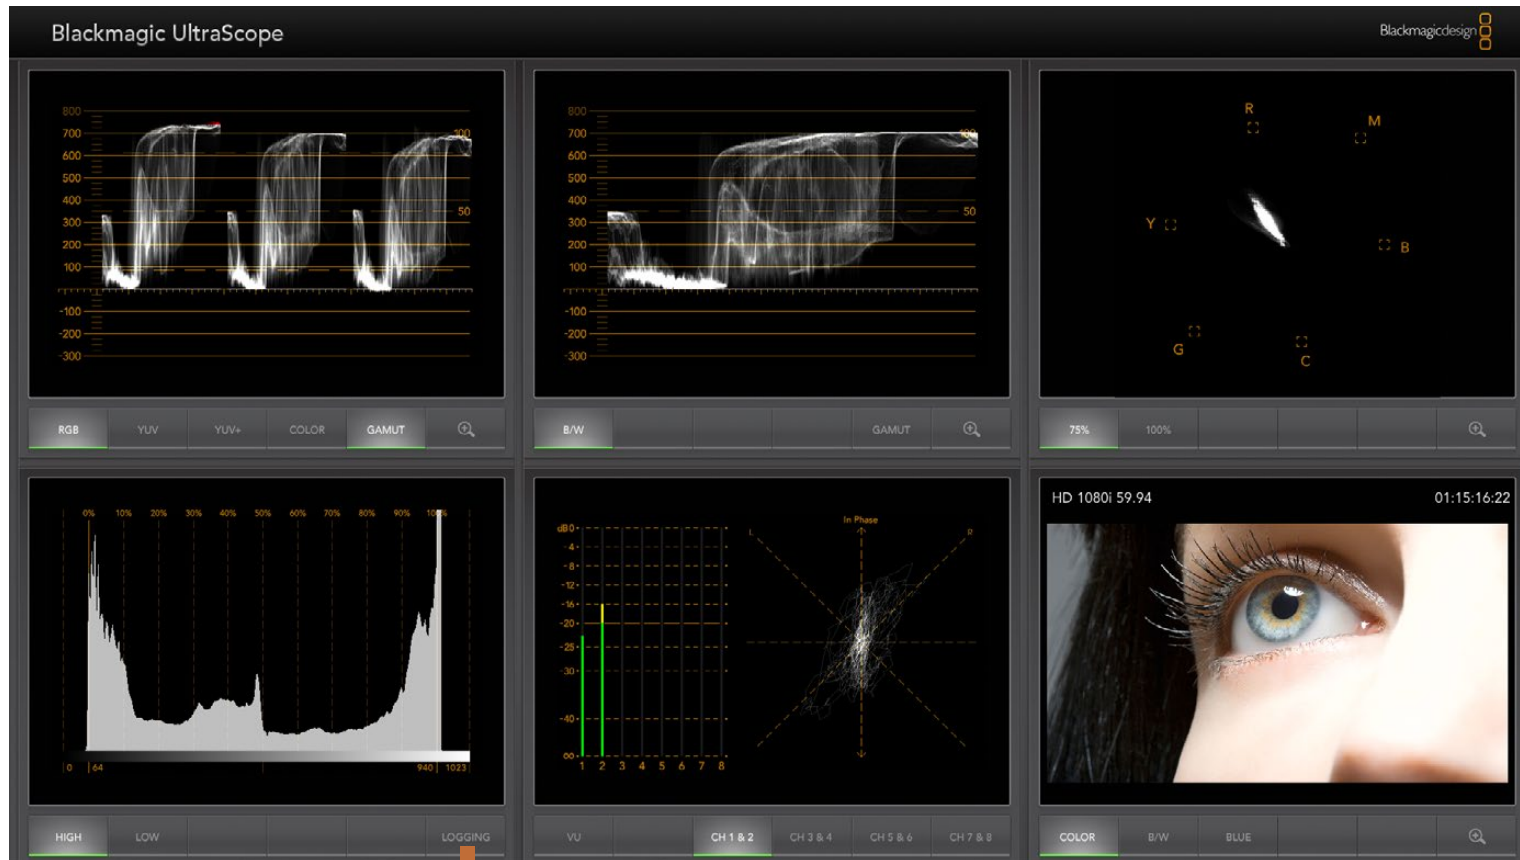 Blackmagic UltraScope
Blackmagicdesign
800
700
600
500
400
300
200
100
-100
-200
-300
100
50
RGB YUV YUV+ COLOR GAMUT
800
700
600
500
400
300
200
100
-100
-200
-300
100
50
B/W GAMUT
R
M
Y
B
G
C
75% 100%
0% 10% 20% 30% 40% 50% 60% 70% 80% 90% 100%
0 64 940 1023
HIGH LOW LOGGING
dB 0
-4
-8
-12
-16
-20
-25
-30
-40
∞
1 2 3 4 5 6 7 8
In Phase
L R
VU CH 1 & 2 CH 3 & 4 CH 5 & 6 CH 7 & 8
HD 1080i 59.94 01:15:16:22
COLOR B/W BLUE